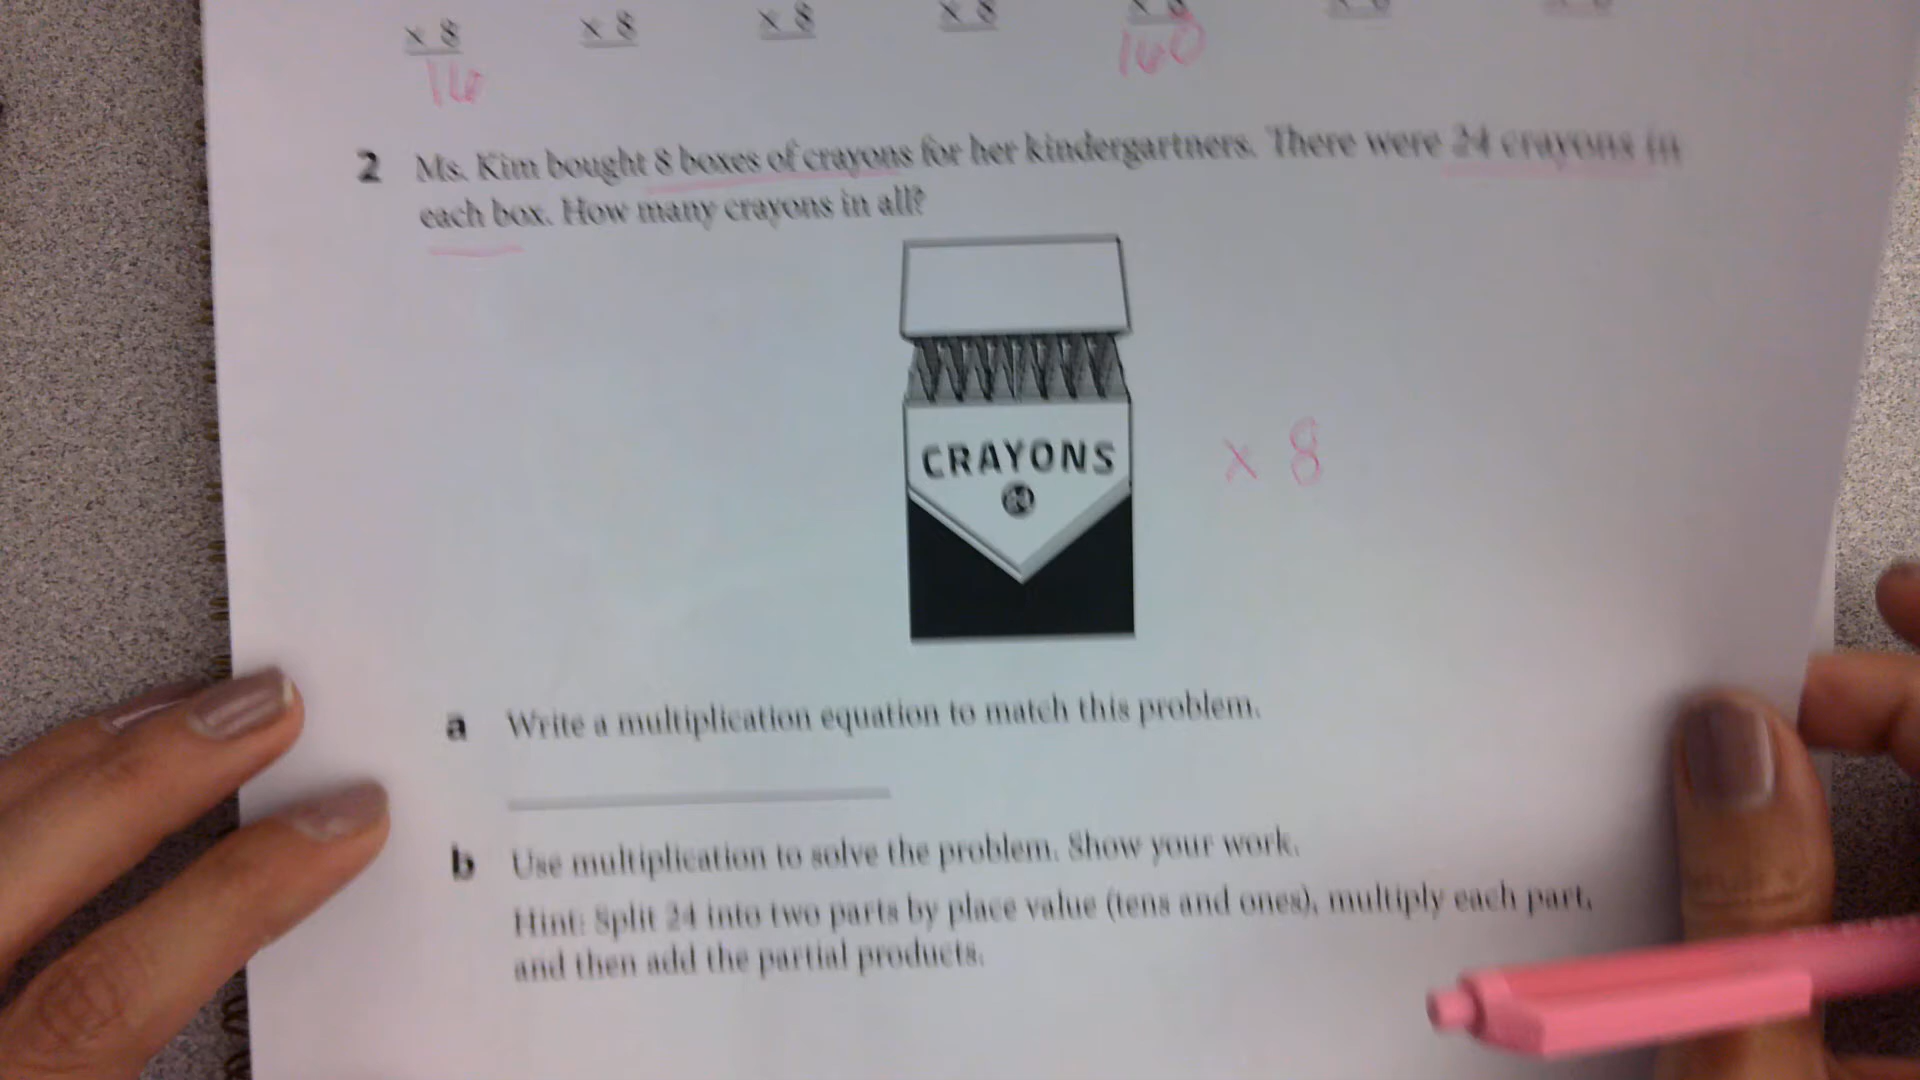 × 8 × 8 × 8 × 8 × 8
16 160
2 Ms. Kim bought 8 boxes of crayons for her kindergartners. There were 24 crayons in
each box. How many crayons in all?
CRAYONS
× 8
a Write a multiplication equation to match this problem.
b Use multiplication to solve the problem. Show your work.
Hint: Split 24 into two parts by place value (tens and ones), multiply each part,
and then add the partial products.